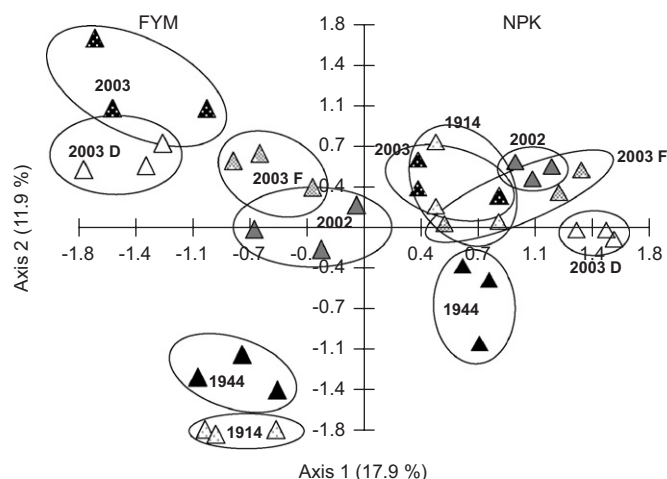 FYM NPK
1.8
1.4
1.1
0.7
0.4
-0.4
-0.7
-1.1
-1.4
-1.8
2003
2003 D
2003 F
2002
1944
1914
1914
2003
2002
2003 F
2003 D
1944
-1.8 -1.4 -1.1 -0.7 -0.4 0.4 0.7 1.1 1.4 1.8
Axis 2 (11.9 %)
Axis 1 (17.9 %)